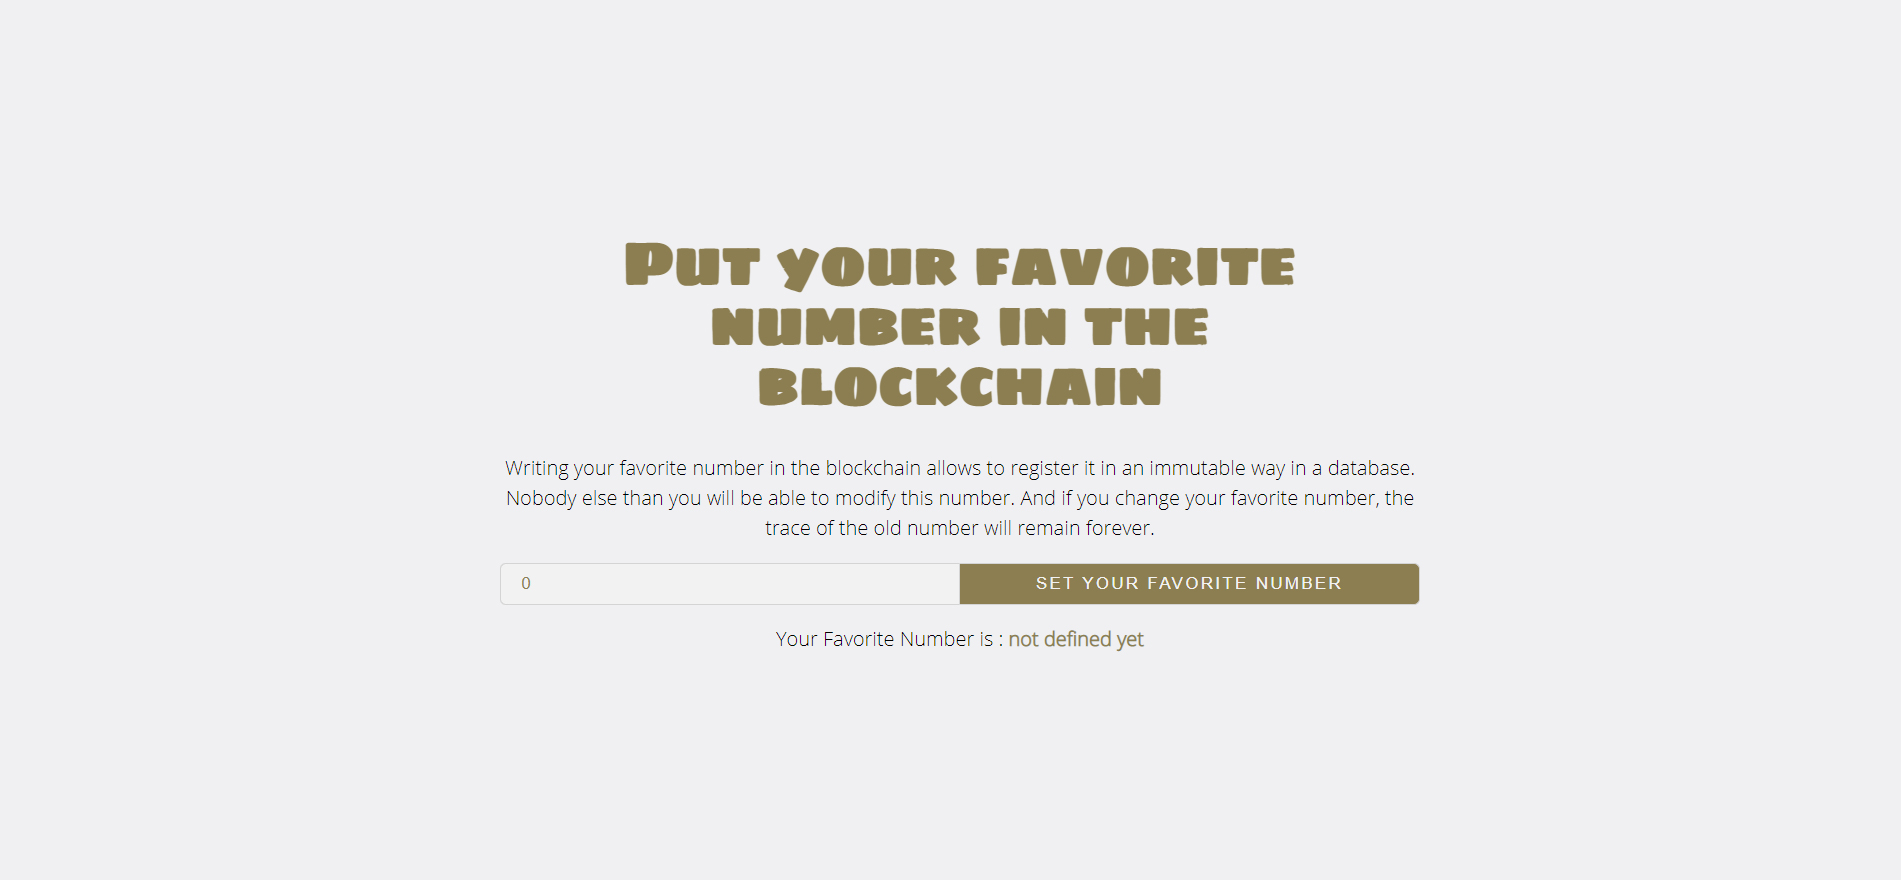 Put your favorite
number in the
blockchain
Writing your favorite number in the blockchain allows to register it in an immutable way in a database.
Nobody else than you will be able to modify this number. And if you change your favorite number, the
trace of the old number will remain forever.
0
SET YOUR FAVORITE NUMBER
Your Favorite Number is : not defined yet